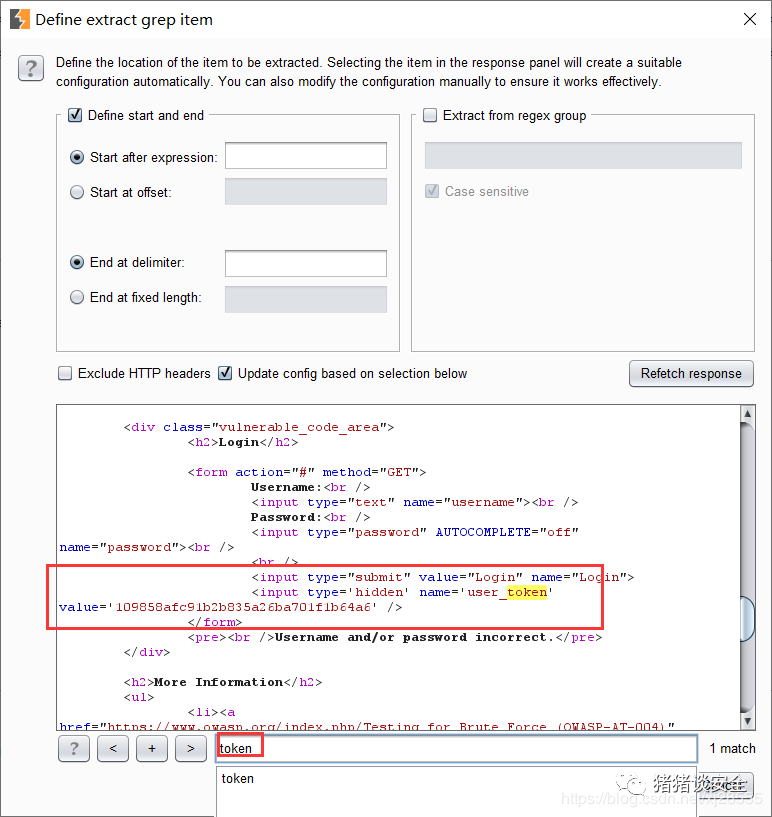 Define extract grep item
Define the location of the item to be extracted. Selecting the item in the response panel will create a suitable
configuration automatically. You can also modify the configuration manually to ensure it works effectively.
Define start and end
Extract from regex group
Start after expression:
Start at offset:
Case sensitive
End at delimiter:
End at fixed length:
Exclude HTTP headers
Update config based on selection below
Refetch response
<div class="vulnerable_code_area">
<h2>Login</h2>
<form action="#" method="GET">
Username:<br />
<input type="text" name="username"><br />
Password:<br />
<input type="password" AUTOCOMPLETE="off"
name="password"><br />
<br />
<input type="submit" value="Login" name="Login">
<input type='hidden' name='user_token'
value='109858afc91b2b835a26ba701f1b64a6' />
</form>
<pre><br />Username and/or password incorrect.</pre>
</div>
<h2>More Information</h2>
<ul>
<li><a
href="https://www.owasp.org/index.php/Testing_for_Brute_Force_(OWASP-AT-004)"
? < + >
token
1 match
token
猪猪谈安全